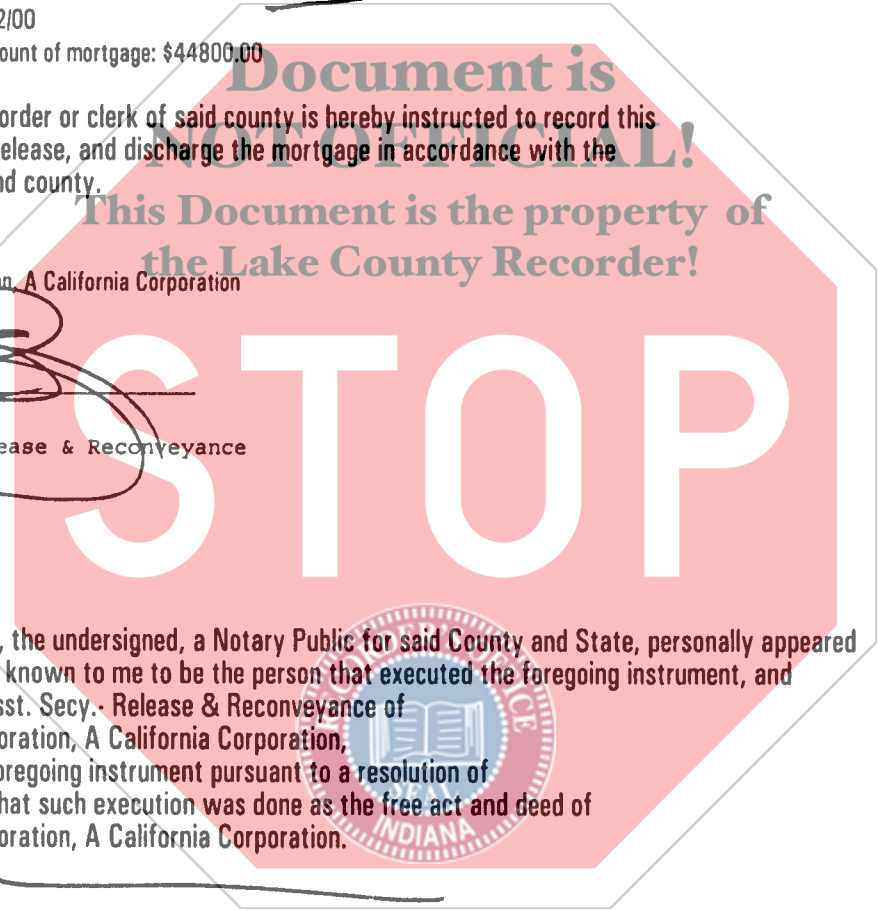 2/00
ount of mortgage: $44800.00
Document is
order or clerk of said county is hereby instructed to record this
NOT OFFICIAL!
elease, and discharge the mortgage in accordance with the
nd county.
This Document is the property of
the Lake County Recorder!
n, A California Corporation
STOP
ease & Reconveyance
, the undersigned, a Notary Public for said County and State, personally appeared
known to me to be the person that executed the foregoing instrument, and
sst. Secy.- Release & Reconveyance of
oration, A California Corporation,
oregoing instrument pursuant to a resolution of
hat such execution was done as the free act and deed of
oration, A California Corporation.
RECORDER OFFICE
SEAL
INDIANA